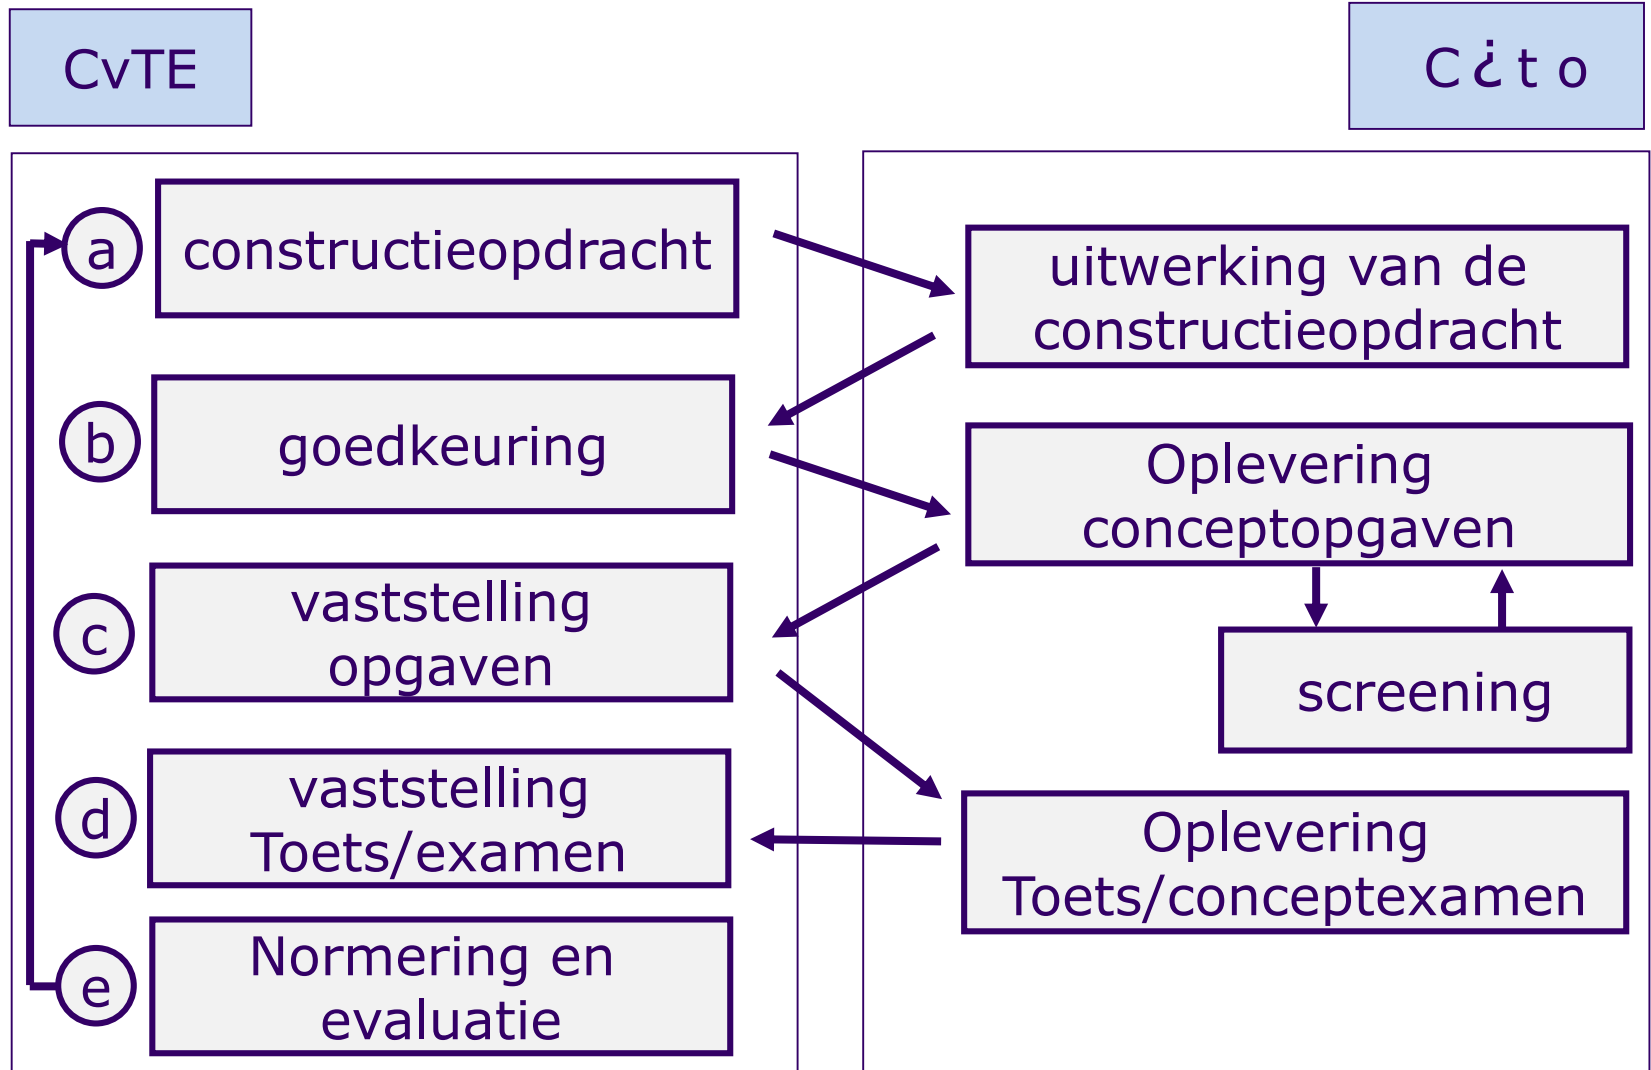 CvTE
C¿to
a
constructieopdracht
uitwerking van de
constructieopdracht
b
goedkeuring
Oplevering
conceptopgaven
c
vaststelling
opgaven
screening
d
vaststelling
Toets/examen
Oplevering
Toets/conceptexamen
e
Normering en
evaluatie